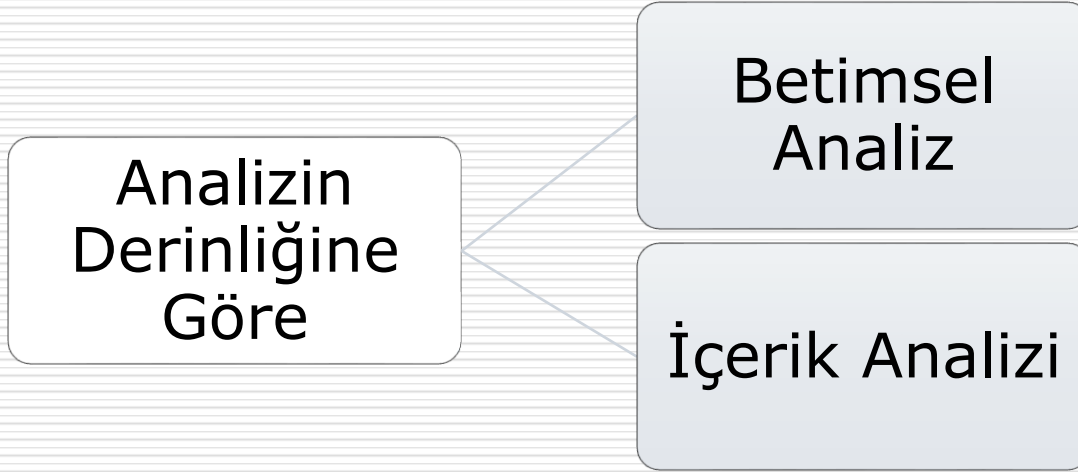 Analizin
Derinliğine
Göre
Betimsel
Analiz
İçerik Analizi